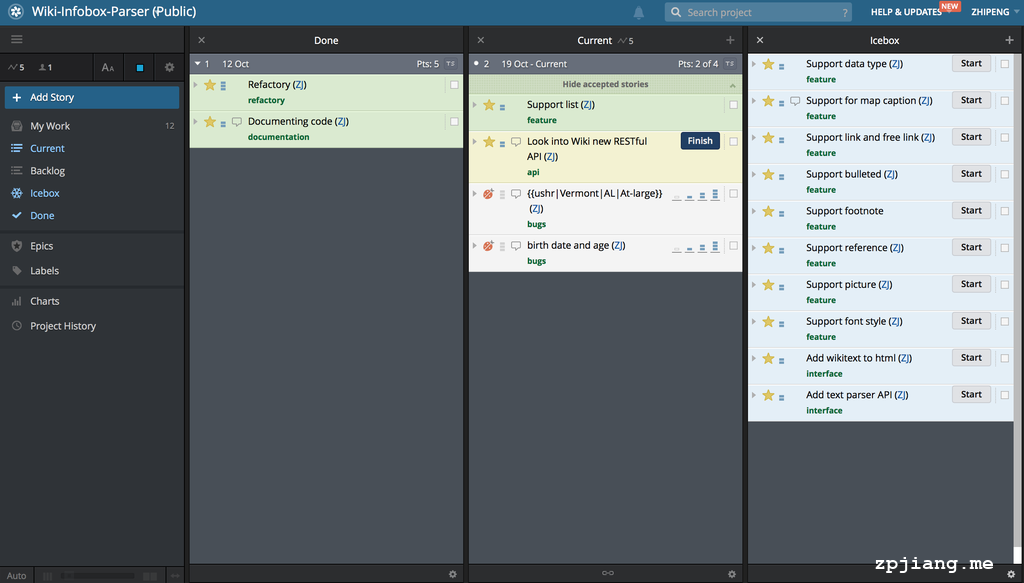 Wiki-Infobox-Parser (Public)
Search project
?
HELP & UPDATES
NEW
ZHIPENG
5
1
AA
Add Story
My Work
12
Current
Backlog
Icebox
Done
Epics
Labels
Charts
Project History
Auto
Done
1
12 Oct
Pts: 5
TS
Refactory (ZJ)
refactory
Documenting code (ZJ)
documentation
Current
5
2
19 Oct - Current
Pts: 2 of 4
TS
Hide accepted stories
Support list (ZJ)
feature
Look into Wiki new RESTful
API (ZJ)
api
Finish
{{ushr|Vermont|AL|At-large}}
(ZJ)
bugs
birth date and age (ZJ)
bugs
Icebox
Support data type (ZJ)
Start
feature
Support for map caption (ZJ)
Start
feature
Support link and free link (ZJ)
Start
feature
Support bulleted (ZJ)
Start
feature
Support footnote
Start
feature
Support reference (ZJ)
Start
feature
Support picture (ZJ)
Start
feature
Support font style (ZJ)
Start
feature
Add wikitext to html (ZJ)
Start
interface
Add text parser API (ZJ)
Start
interface
zpjiang.me